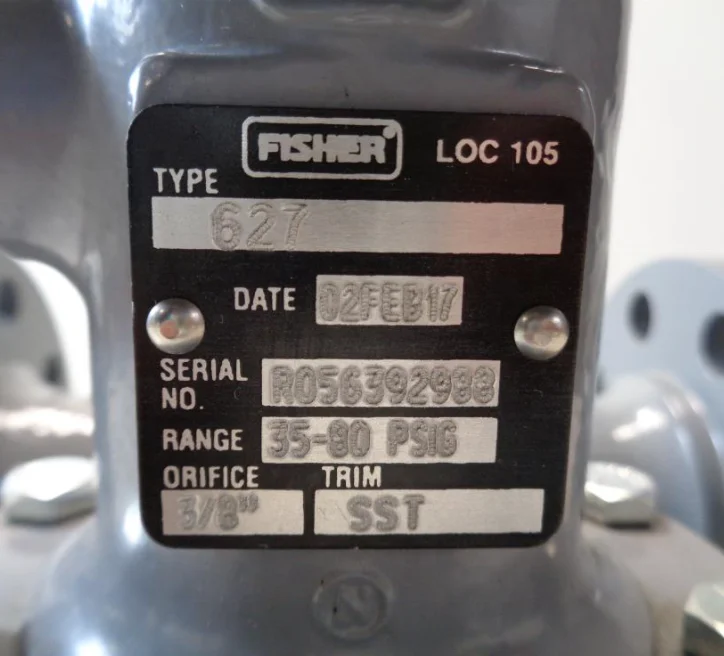 FISHER LOC 105
TYPE
627
DATE 02FEB17
SERIAL
NO. R056392988
RANGE 35-80 PSIG
ORIFICE TRIM
3/8" SST
N